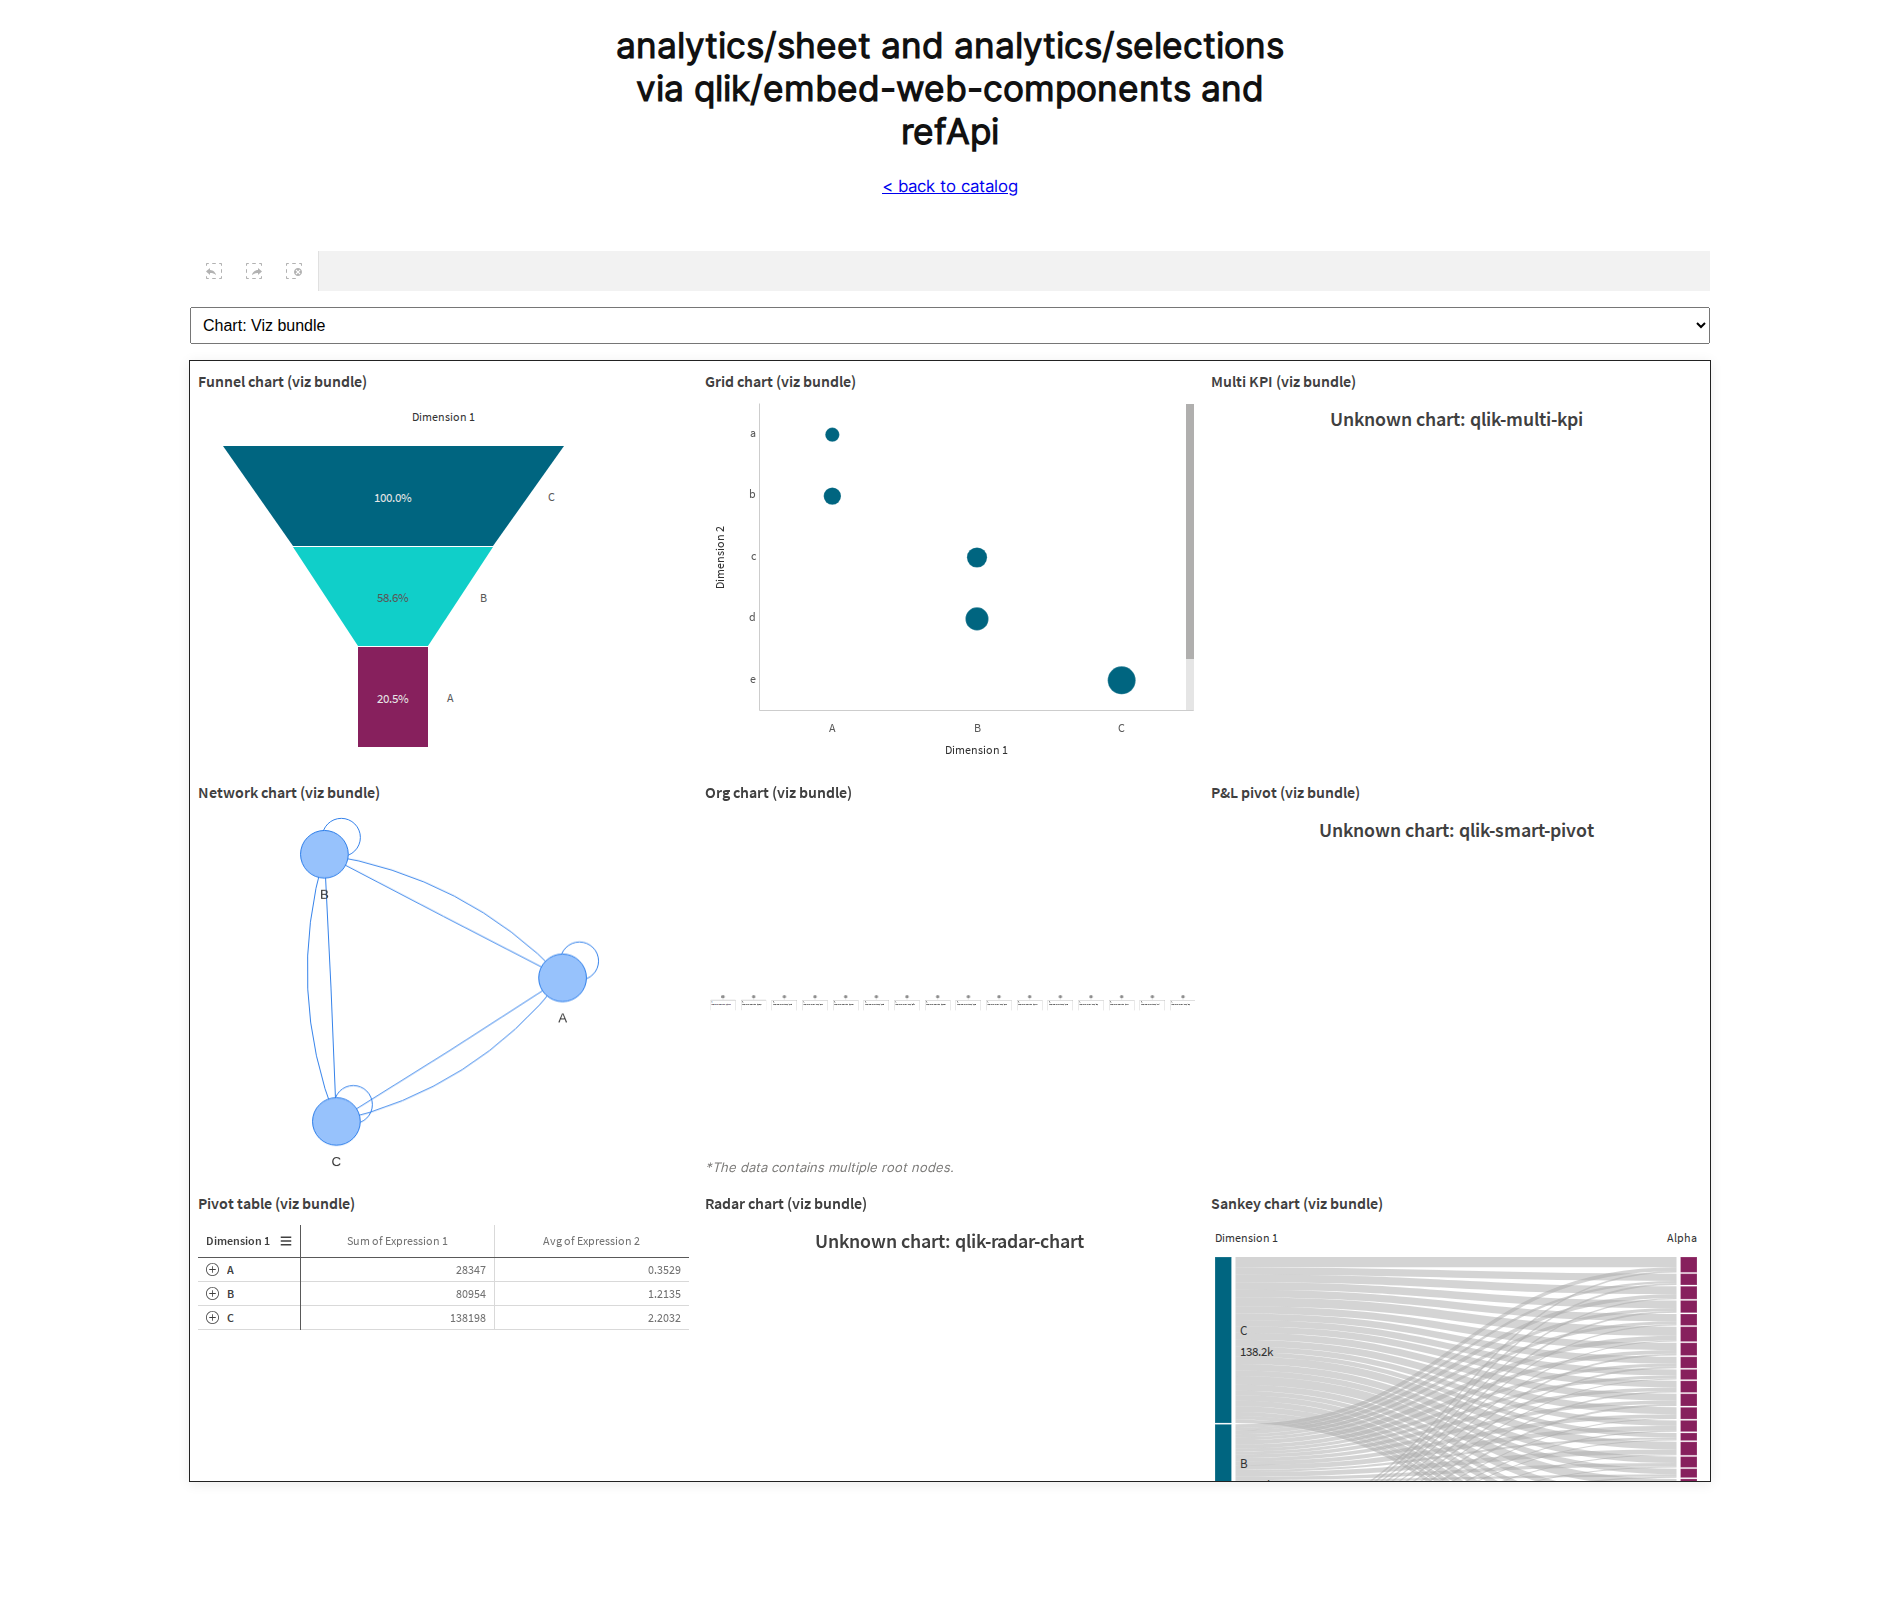 analytics/sheet and analytics/selections
via qlik/embed-web-components and
refApi
< back to catalog
Chart: Viz bundle
Funnel chart (viz bundle)
Dimension 1
100.0%
C
58.6%
B
20.5%
A
Grid chart (viz bundle)
Dimension 2
a
b
c
d
e
A B C
Dimension 1
Multi KPI (viz bundle)
Unknown chart: qlik-multi-kpi
Network chart (viz bundle)
B
A
C
Org chart (viz bundle)
*The data contains multiple root nodes.
P&L pivot (viz bundle)
Unknown chart: qlik-smart-pivot
Pivot table (viz bundle)
Dimension 1 Sum of Expression 1 Avg of Expression 2
A 28347 0.3529
B 80954 1.2135
C 138198 2.2032
Radar chart (viz bundle)
Unknown chart: qlik-radar-chart
Sankey chart (viz bundle)
Dimension 1 Alpha
C
138.2k
B